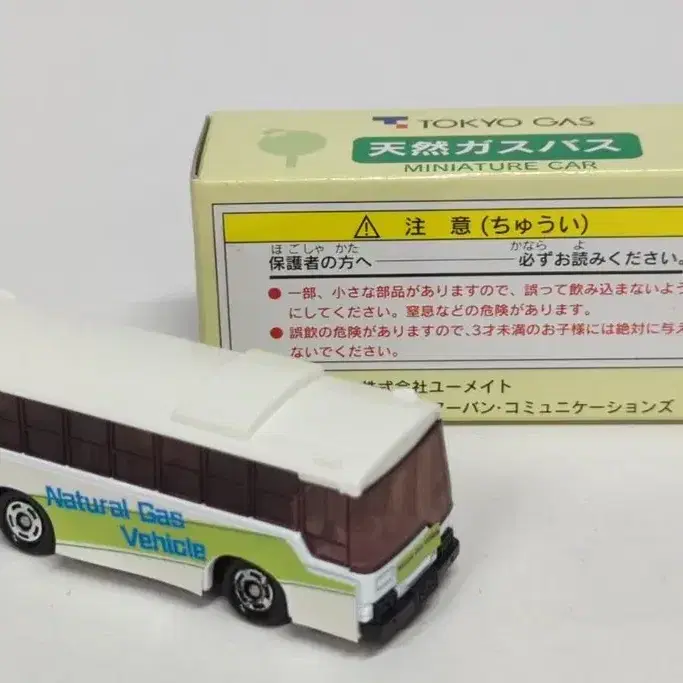 TOKYO GAS
天然ガスバス
MINIATURE CAR
注 意 (ちゅうい)
ほ ご しゃ かた かなら よ
保護者の方へ 必ずお読みください。
● 一部、小さな部品がありますので、誤って飲み込まないよう
にしてください。窒息などの危険があります。
● 誤飲の危険がありますので、3才未満のお子様には絶対に与え
ないでください。
株式会社ユーメイト
アーバン・コミュニケーションズ
Natural Gas
Vehicle